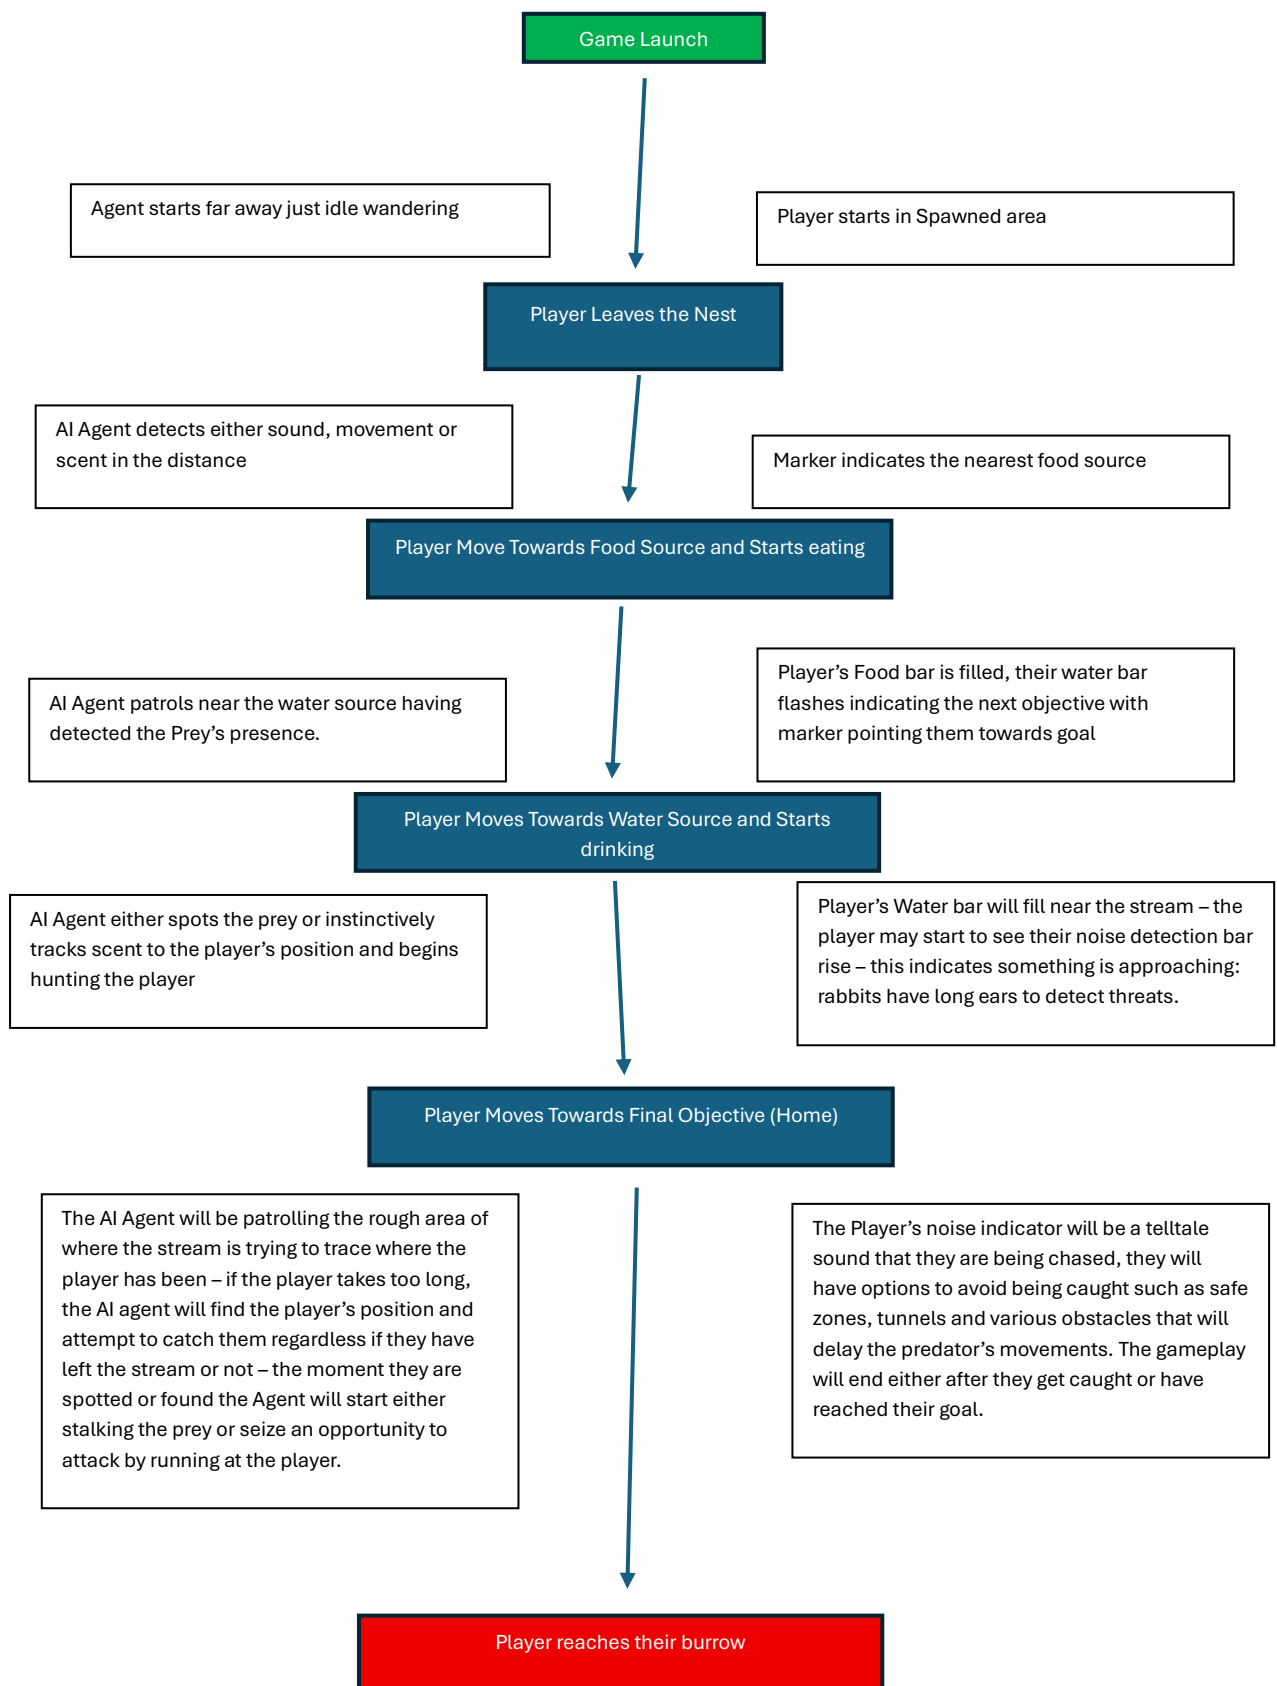 Game Launch
Agent starts far away just idle wandering
Player starts in Spawned area
Player Leaves the Nest
AI Agent detects either sound, movement or
scent in the distance
Marker indicates the nearest food source
Player Move Towards Food Source and Starts eating
AI Agent patrols near the water source having
detected the Prey’s presence.
Player’s Food bar is filled, their water bar
flashes indicating the next objective with
marker pointing them towards goal
Player Moves Towards Water Source and Starts
drinking
AI Agent either spots the prey or instinctively
tracks scent to the player’s position and begins
hunting the player
Player’s Water bar will fill near the stream – the
player may start to see their noise detection bar
rise – this indicates something is approaching:
rabbits have long ears to detect threats.
Player Moves Towards Final Objective (Home)
The AI Agent will be patrolling the rough area of
where the stream is trying to trace where the
player has been – if the player takes too long,
the AI agent will find the player’s position and
attempt to catch them regardless if they have
left the stream or not – the moment they are
spotted or found the Agent will start either
stalking the prey or seize an opportunity to
attack by running at the player.
The Player’s noise indicator will be a telltale
sound that they are being chased, they will
have options to avoid being caught such as safe
zones, tunnels and various obstacles that will
delay the predator’s movements. The gameplay
will end either after they get caught or have
reached their goal.
Player reaches their burrow